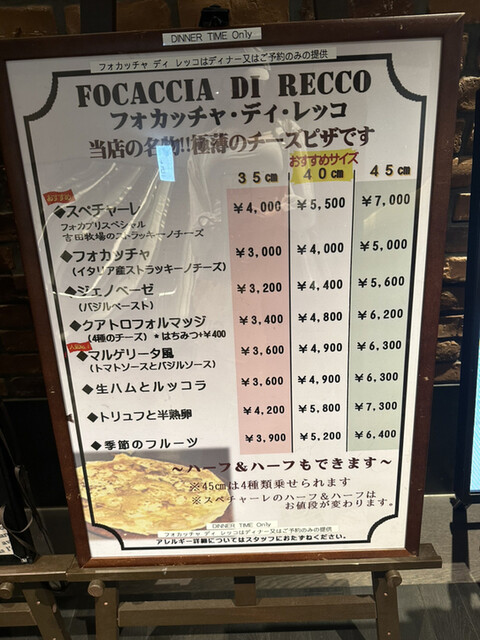 DINNER TIME Only
フォカッチャ ディ レッコはディナー又はご予約のみの提供
FOCACCIA DI RECCO
フォカッチャ・ディ・レッコ
当店の名物!!極薄のチーズピザです
おすすめサイズ
35cm 40cm 45cm
◆スペチャーレ ￥4,000 ￥5,500 ￥7,000
フォカブリスペシャル
吉田牧場のストラッキーノチーズ
◆フォカッチャ ￥3,000 ￥4,000 ￥5,000
(イタリア産ストラッキーノチーズ)
◆ジェノベーゼ ￥3,200 ￥4,400 ￥5,600
(バジルペースト)
◆クアトロフォルマッジ ￥3,400 ￥4,800 ￥6,200
(4種のチーズ) ★はちみつ+￥400
◆マルゲリータ風 ￥3,600 ￥4,900 ￥6,300
(トマトソースとバジルソース)
◆生ハムとルッコラ ￥3,600 ￥4,900 ￥6,300
◆トリュフと半熟卵 ￥4,200 ￥5,800 ￥7,300
◆季節のフルーツ ￥3,900 ￥5,200 ￥6,400
～ハーフ&ハーフもできます～
※45cmは4種類乗せられます
※スペチャーレのハーフ&ハーフは
お値段が変わります。
DINNER TIME Only
フォカッチャ ディ レッコはディナー又はご予約のみの提供
アレルギー詳細についてはスタッフにおたずねください。